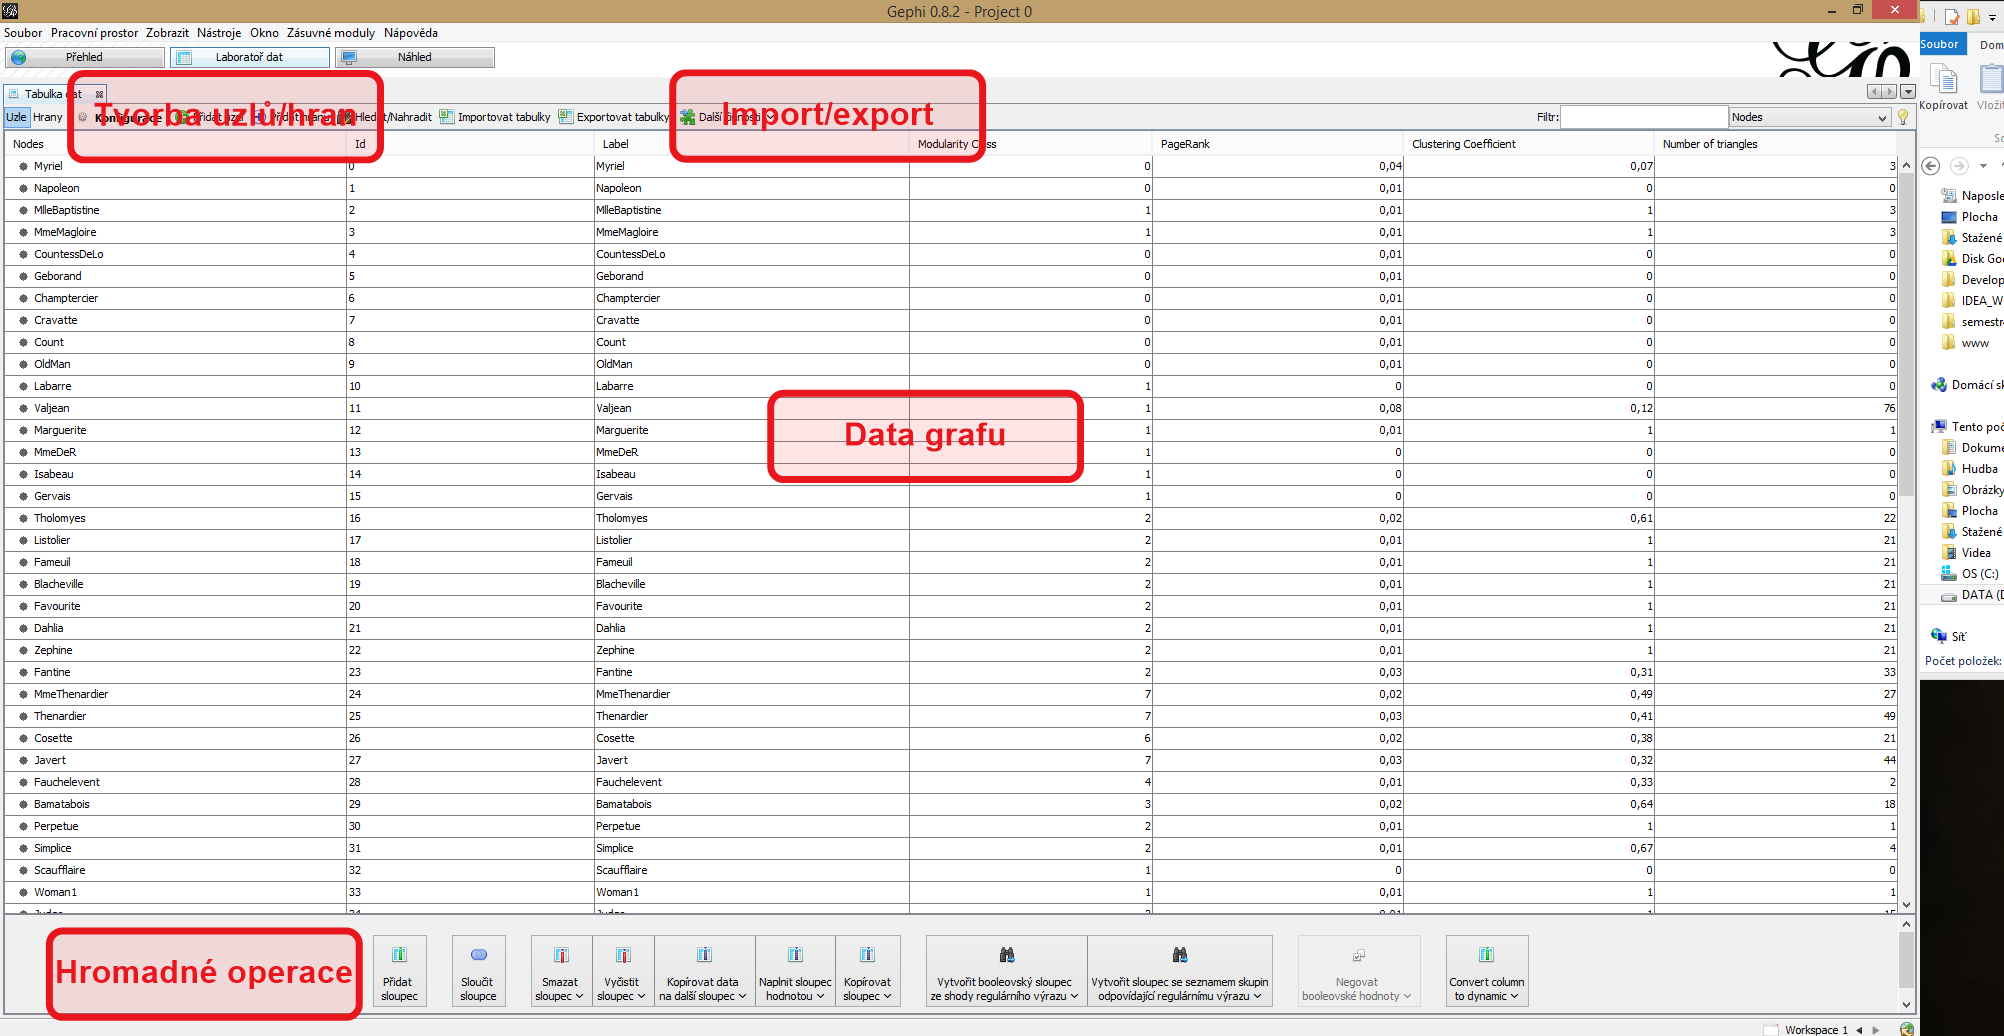 Gephi 0.8.2 - Project 0
Soubor Pracovní prostor Zobrazit Nástroje Okno Zásuvné moduly Nápověda
Přehled Laboratoř dat Náhled
Tabulka dat
Tvorba uzlů/hran
Import/export
Uzle Hrany Konfigurace Přidat uzel Přidat hranu Hledat/Nahradit Importovat tabulky Exportovat tabulky Další činnosti Filtr: Nodes
Nodes Id Label Modularity Class PageRank Clustering Coefficient Number of triangles
Myriel 0 Myriel 0 0,04 0,07 3
Napoleon 1 Napoleon 0 0,01 0 0
MlleBaptistine 2 MlleBaptistine 1 0,01 1 3
MmeMagloire 3 MmeMagloire 1 0,01 1 3
CountessDeLo 4 CountessDeLo 0 0,01 0 0
Geborand 5 Geborand 0 0,01 0 0
Champtercier 6 Champtercier 0 0,01 0 0
Cravatte 7 Cravatte 0 0,01 0 0
Count 8 Count 0 0,01 0 0
OldMan 9 OldMan 0 0,01 0 0
Labarre 10 Labarre 1 0 0 0
Valjean 11 Valjean 1 0,08 0,12 76
Marguerite 12 Marguerite 1 0,01 1 1
Data grafu
MmeDeR 13 MmeDeR 1 0 0 0
Isabeau 14 Isabeau 1 0 0 0
Gervais 15 Gervais 1 0 0 0
Tholomyes 16 Tholomyes 2 0,02 0,61 22
Listolier 17 Listolier 2 0,01 1 21
Fameuil 18 Fameuil 2 0,01 1 21
Blacheville 19 Blacheville 2 0,01 1 21
Favourite 20 Favourite 2 0,01 1 21
Dahlia 21 Dahlia 2 0,01 1 21
Zephine 22 Zephine 2 0,01 1 21
Fantine 23 Fantine 2 0,03 0,31 33
MmeThenardier 24 MmeThenardier 7 0,02 0,49 27
Thenardier 25 Thenardier 7 0,03 0,41 49
Cosette 26 Cosette 6 0,02 0,38 21
Javert 27 Javert 7 0,03 0,32 44
Fauchelevent 28 Fauchelevent 4 0,01 0,33 2
Bamatabois 29 Bamatabois 3 0,02 0,64 18
Perpetue 30 Perpetue 2 0,01 1 1
Simplice 31 Simplice 2 0,01 0,67 4
Scaufflaire 32 Scaufflaire 1 0 0 0
Woman1 33 Woman1 1 0,01 1 1
Hromadné operace
Přidat sloupec
Sloučit sloupce
Smazat sloupec
Vyčistit sloupec
Kopírovat data na další sloupec
Naplnit sloupec hodnotou
Kopírovat sloupec
Vytvořit booleovský sloupec ze shody regulárního výrazu
Vytvořit sloupec se seznamem skupin odpovídající regulárnímu výrazu
Negovat booleovské hodnoty
Convert column to dynamic
Workspace 1
Soubor Dom
Kopírovat Vložit
Naposle
Plocha
Stažené
Disk Goo
Develop
IDEA_W
semestr
www
Domácí sk
Tento poč
Dokume
Hudba
Obrázky
Plocha
Stažené
Videa
OS (C:)
DATA (D
Síť
Počet položek: